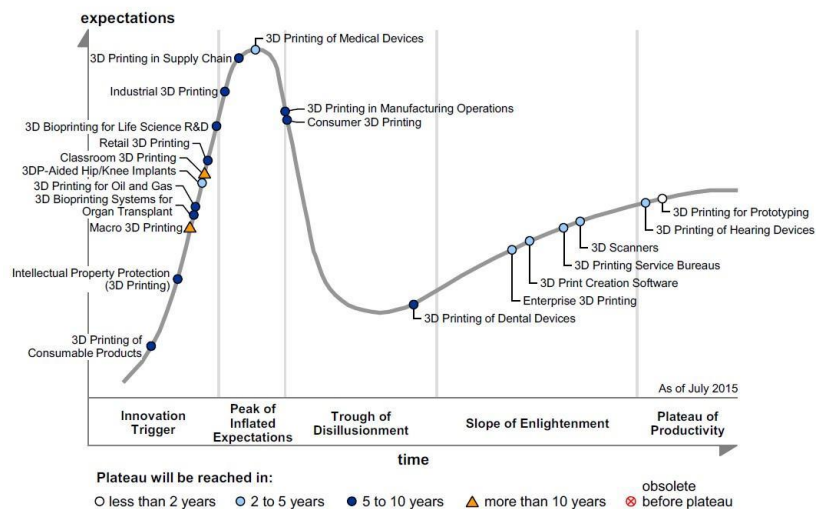 expectations
3D Printing of Medical Devices
3D Printing in Supply Chain
Industrial 3D Printing
3D Printing in Manufacturing Operations
Consumer 3D Printing
3D Bioprinting for Life Science R&D
Retail 3D Printing
Classroom 3D Printing
3DP-Aided Hip/Knee Implants
3D Printing for Oil and Gas
3D Bioprinting Systems for
Organ Transplant
Macro 3D Printing
Intellectual Property Protection
(3D Printing)
3D Printing of
Consumable Products
3D Printing for Prototyping
3D Printing of Hearing Devices
3D Scanners
3D Printing Service Bureaus
3D Print Creation Software
Enterprise 3D Printing
3D Printing of Dental Devices
As of July 2015
Innovation
Trigger
Peak of
Inflated
Expectations
Trough of
Disillusionment
Slope of Enlightenment
Plateau of
Productivity
time
Plateau will be reached in:
less than 2 years
2 to 5 years
5 to 10 years
more than 10 years
obsolete
before plateau